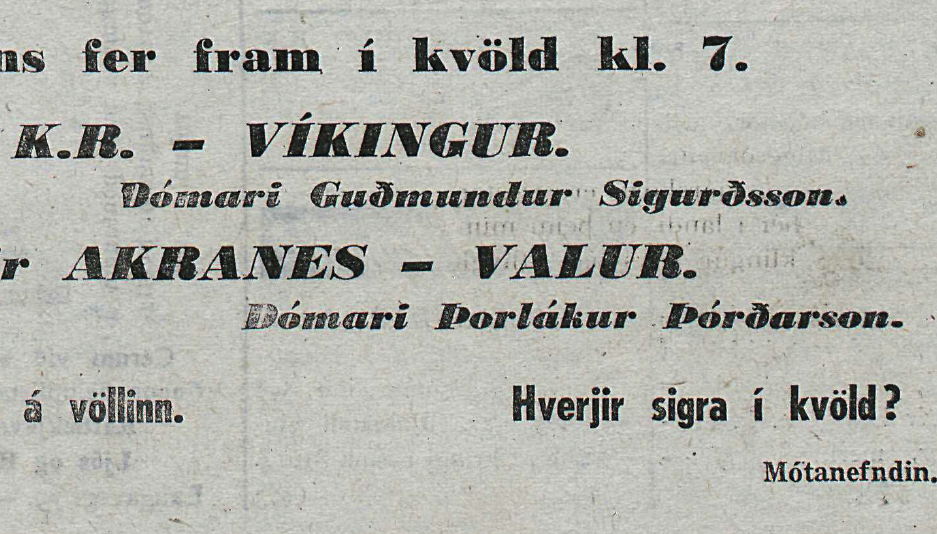 ns fer fram í kvöld kl. 7.
K.R. – VÍKINGUR.
Dómari Guðmundur Sigurðsson.
r AKRANES – VALUR.
Dómari Þorlákur Þórðarson.
á völlinn. Hverjir sigra í kvöld?
Mótanefndin.